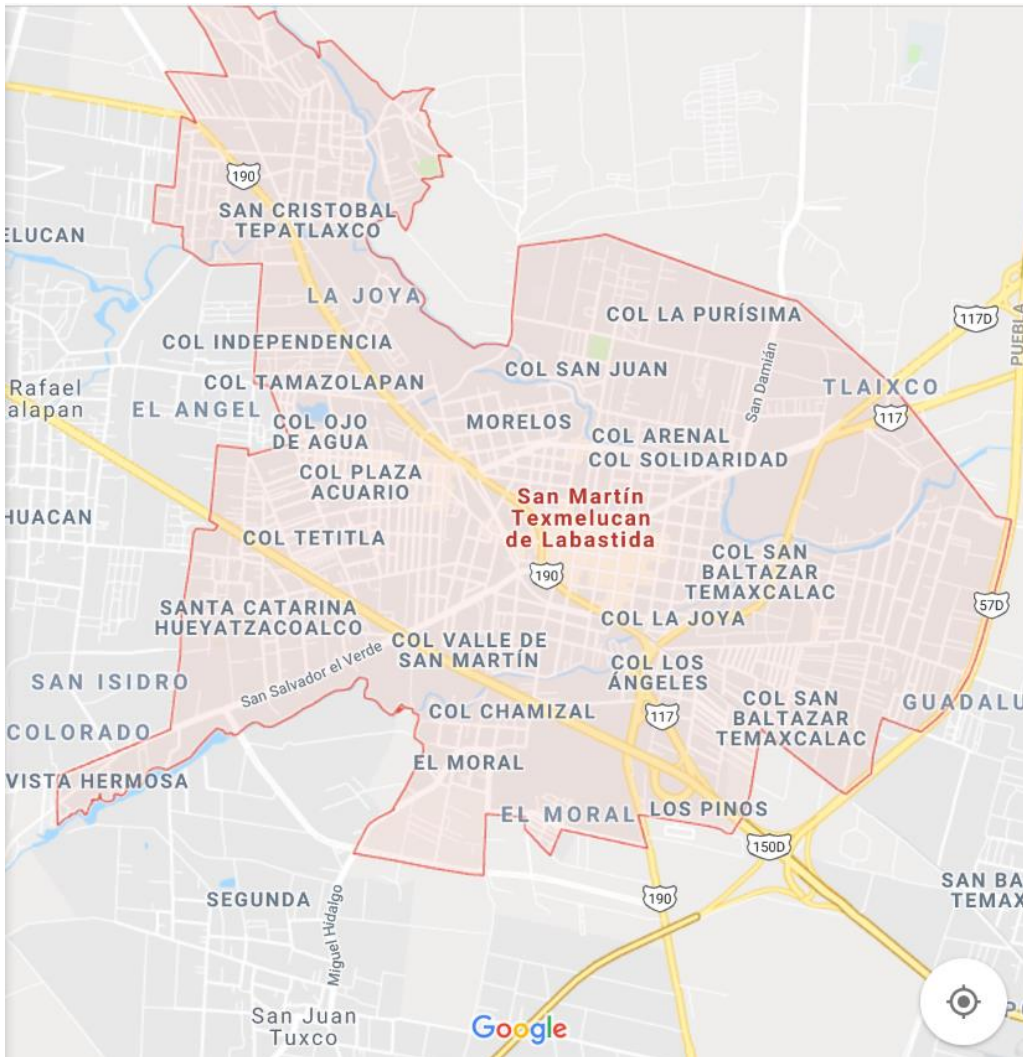 190
SAN CRISTOBAL
TEPATLAXCO
ELUCAN
LA JOYA
COL LA PURÍSIMA
117D
PUEBLA
COL INDEPENDENCIA
COL SAN JUAN
San Damián
Rafael
alapan
COL TAMAZOLAPAN
TLAIXCO
EL ANGEL
117
COL OJO
DE AGUA
MORELOS
COL ARENAL
COL SOLIDARIDAD
COL PLAZA
ACUARIO
San Martín
Texmelucan
de Labastida
HUACAN
COL TETITLA
COL SAN
BALTAZAR
TEMAXCALAC
190
57D
SANTA CATARINA
HUEYATZACOALCO
COL LA JOYA
COL VALLE DE
SAN MARTÍN
San Salvador el Verde
COL LOS
ÁNGELES
SAN ISIDRO
COL SAN
BALTAZAR
TEMAXCALAC
GUADALU
COL CHAMIZAL
117
COLORADO
EL MORAL
VISTA HERMOSA
EL MORAL
LOS PINOS
150D
SEGUNDA
190
SAN BA
TEMAX
Miguel Hidalgo
San Juan
Tuxco
Google